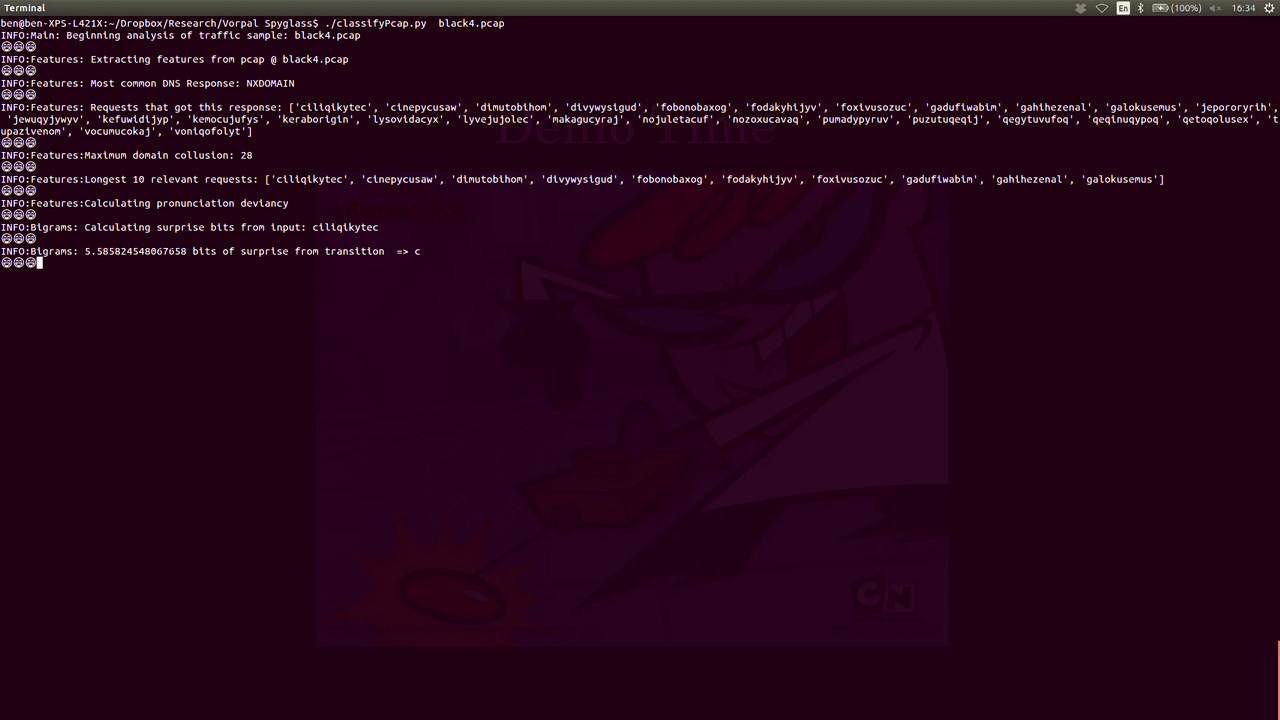 Terminal
En (100%) 16:34
ben@ben-XPS-L421X:~/Dropbox/Research/Vorpal Spyglass$ ./classifyPcap.py  black4.pcap
INFO:Main: Beginning analysis of traffic sample: black4.pcap
😄😄😄
INFO:Features: Extracting features from pcap @ black4.pcap
😄😄😄
INFO:Features: Most common DNS Response: NXDOMAIN
😄😄😄
INFO:Features: Requests that got this response: ['ciliqikytec', 'cinepycusaw', 'dimutobihom', 'divywysigud', 'fobonobaxog', 'fodakyhijyv', 'foxivusozuc', 'gadufiwabim', 'gahihezenal', 'galokusemus', 'jepororyrih',
'jewuqyjywyv', 'kefuwidijyp', 'kemocujufys', 'keraborigin', 'lysovidacyx', 'lyvejujolec', 'makagucyraj', 'nojuletacuf', 'nozoxucavaq', 'pumadypyruv', 'puzutuqeqij', 'qegytuvufoq', 'qeqinuqypoq', 'qetoqolusex', 't
upazivenom', 'vocumucokaj', 'voniqofolyt']
Demo Time
😄😄😄
INFO:Features:Maximum domain collusion: 28
😄😄😄
INFO:Features:Longest 10 relevant requests: ['ciliqikytec', 'cinepycusaw', 'dimutobihom', 'divywysigud', 'fobonobaxog', 'fodakyhijyv', 'foxivusozuc', 'gadufiwabim', 'gahihezenal', 'galokusemus']
😄😄😄
INFO:Features:Calculating pronunciation deviancy
😄😄😄
INFO:Bigrams: Calculating surprise bits from input: ciliqikytec
😄😄😄
INFO:Bigrams: 5.585824548067658 bits of surprise from transition  => c
😄😄😄
CN